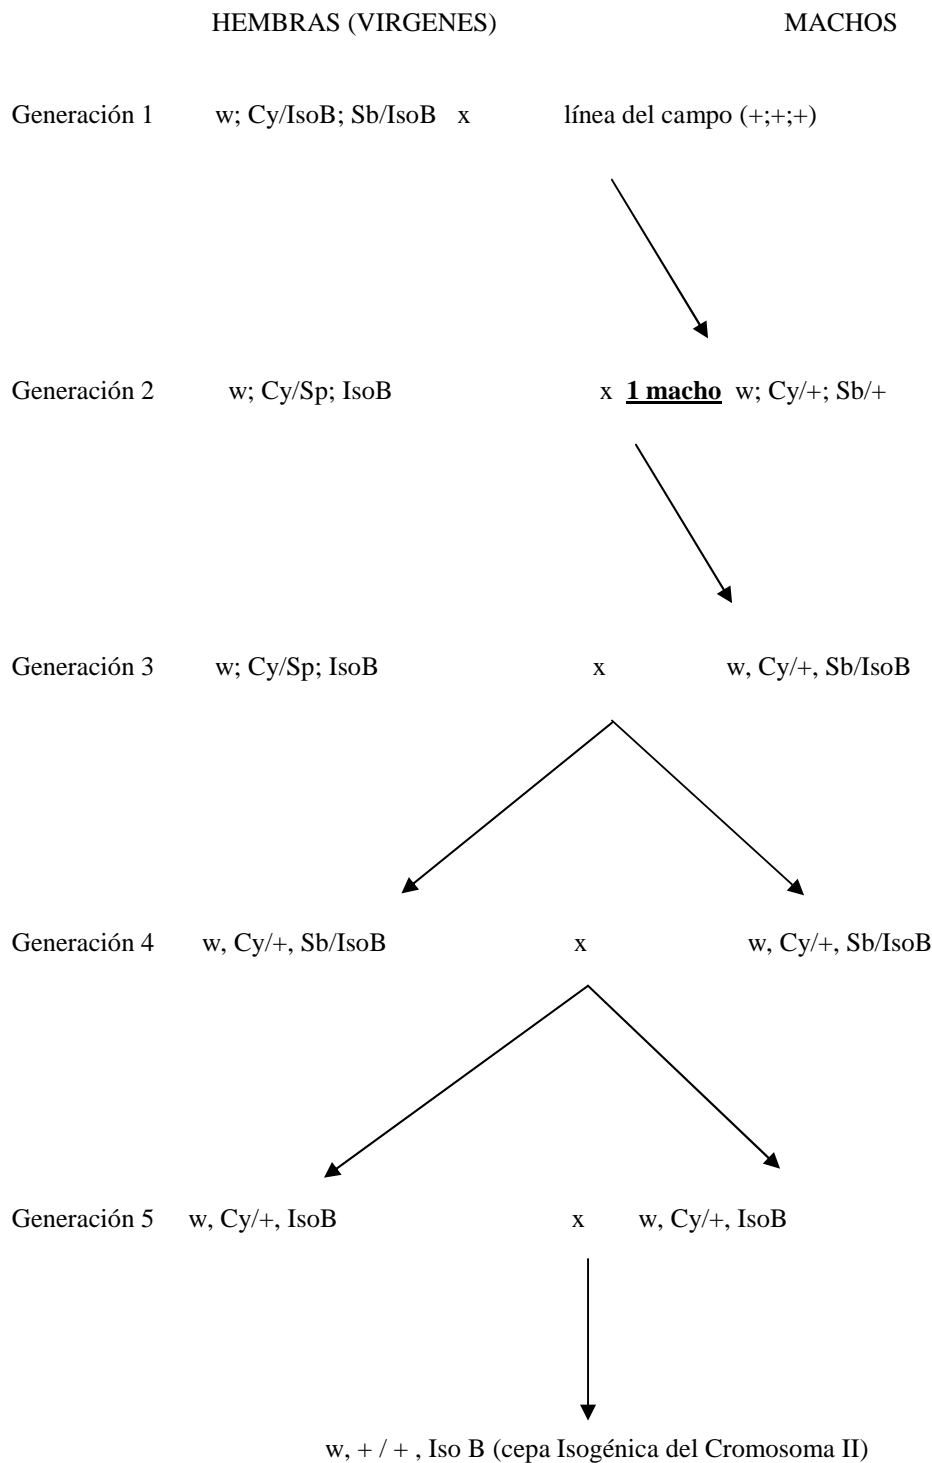 HEMBRAS (VIRGENES) MACHOS
Generación 1 w; Cy/IsoB; Sb/IsoB x línea del campo (+;+;+)
Generación 2 w; Cy/Sp; IsoB x 1 macho w; Cy/+; Sb/+
Generación 3 w; Cy/Sp; IsoB x w, Cy/+, Sb/IsoB
Generación 4 w, Cy/+, Sb/IsoB x w, Cy/+, Sb/IsoB
Generación 5 w, Cy/+, IsoB x w, Cy/+, IsoB
w, + / + , Iso B (cepa Isogénica del Cromosoma II)